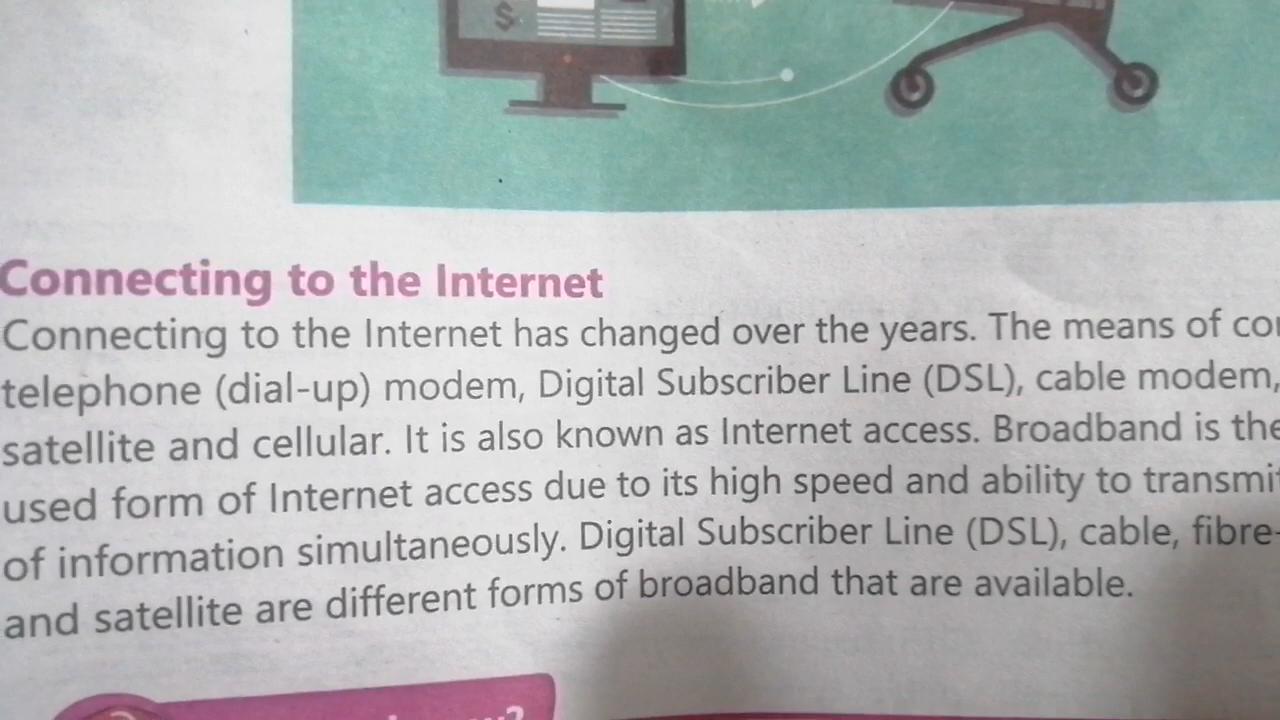 $
Connecting to the Internet
Connecting to the Internet has changed over the years. The means of
telephone (dial-up) modem, Digital Subscriber Line (DSL), cable modem,
satellite and cellular. It is also known as Internet access. Broadband is the
used form of Internet access due to its high speed and ability to transmit
of information simultaneously. Digital Subscriber Line (DSL), cable, fibre-
and satellite are different forms of broadband that are available.